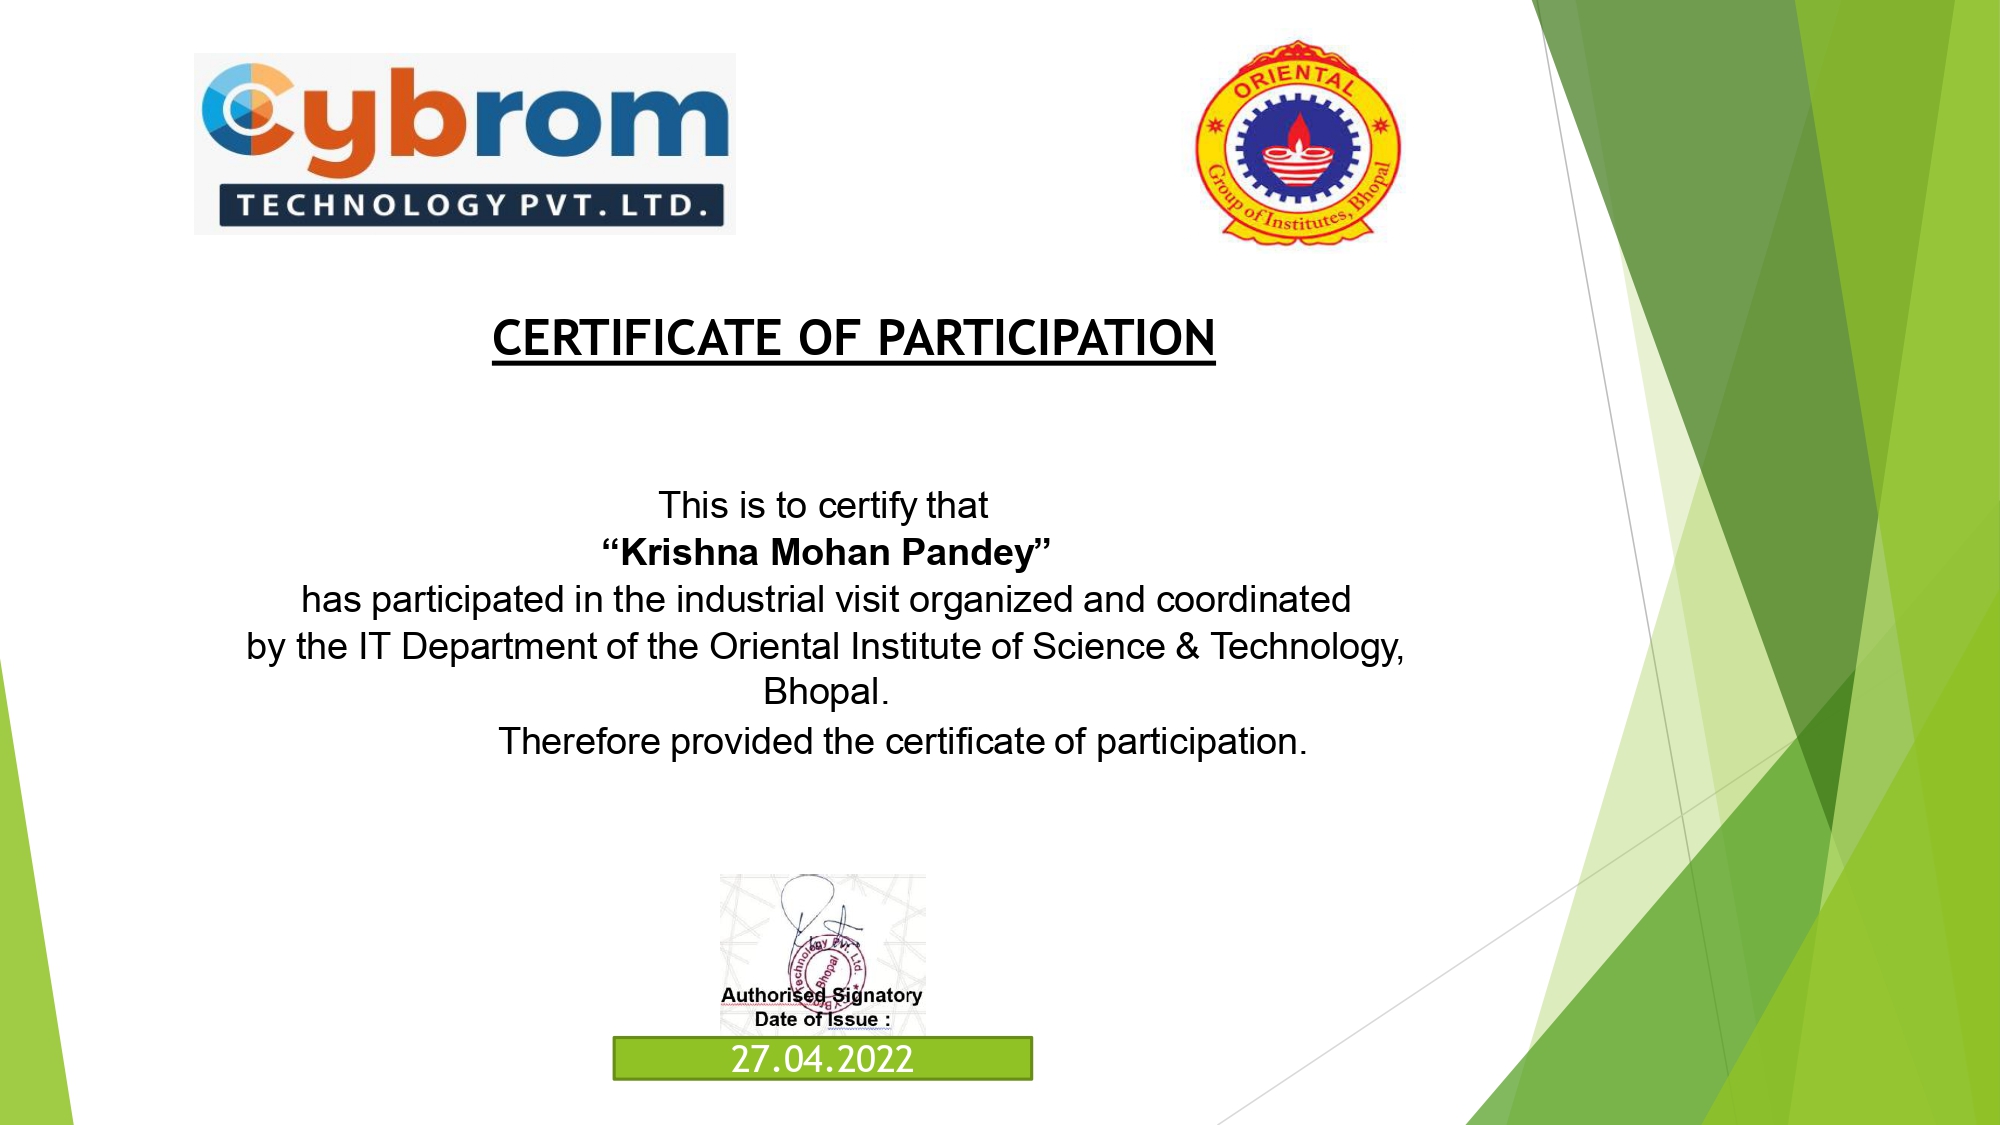 Cybrom
TECHNOLOGY PVT. LTD.
ORIENTAL
Group of Institutes, Bhopal
CERTIFICATE OF PARTICIPATION
This is to certify that
“Krishna Mohan Pandey”
has participated in the industrial visit organized and coordinated
by the IT Department of the Oriental Institute of Science & Technology,
Bhopal.
Therefore provided the certificate of participation.
Technology Pvt. Ltd.
Bhopal
Authorised Signatory
Date of Issue :
27.04.2022